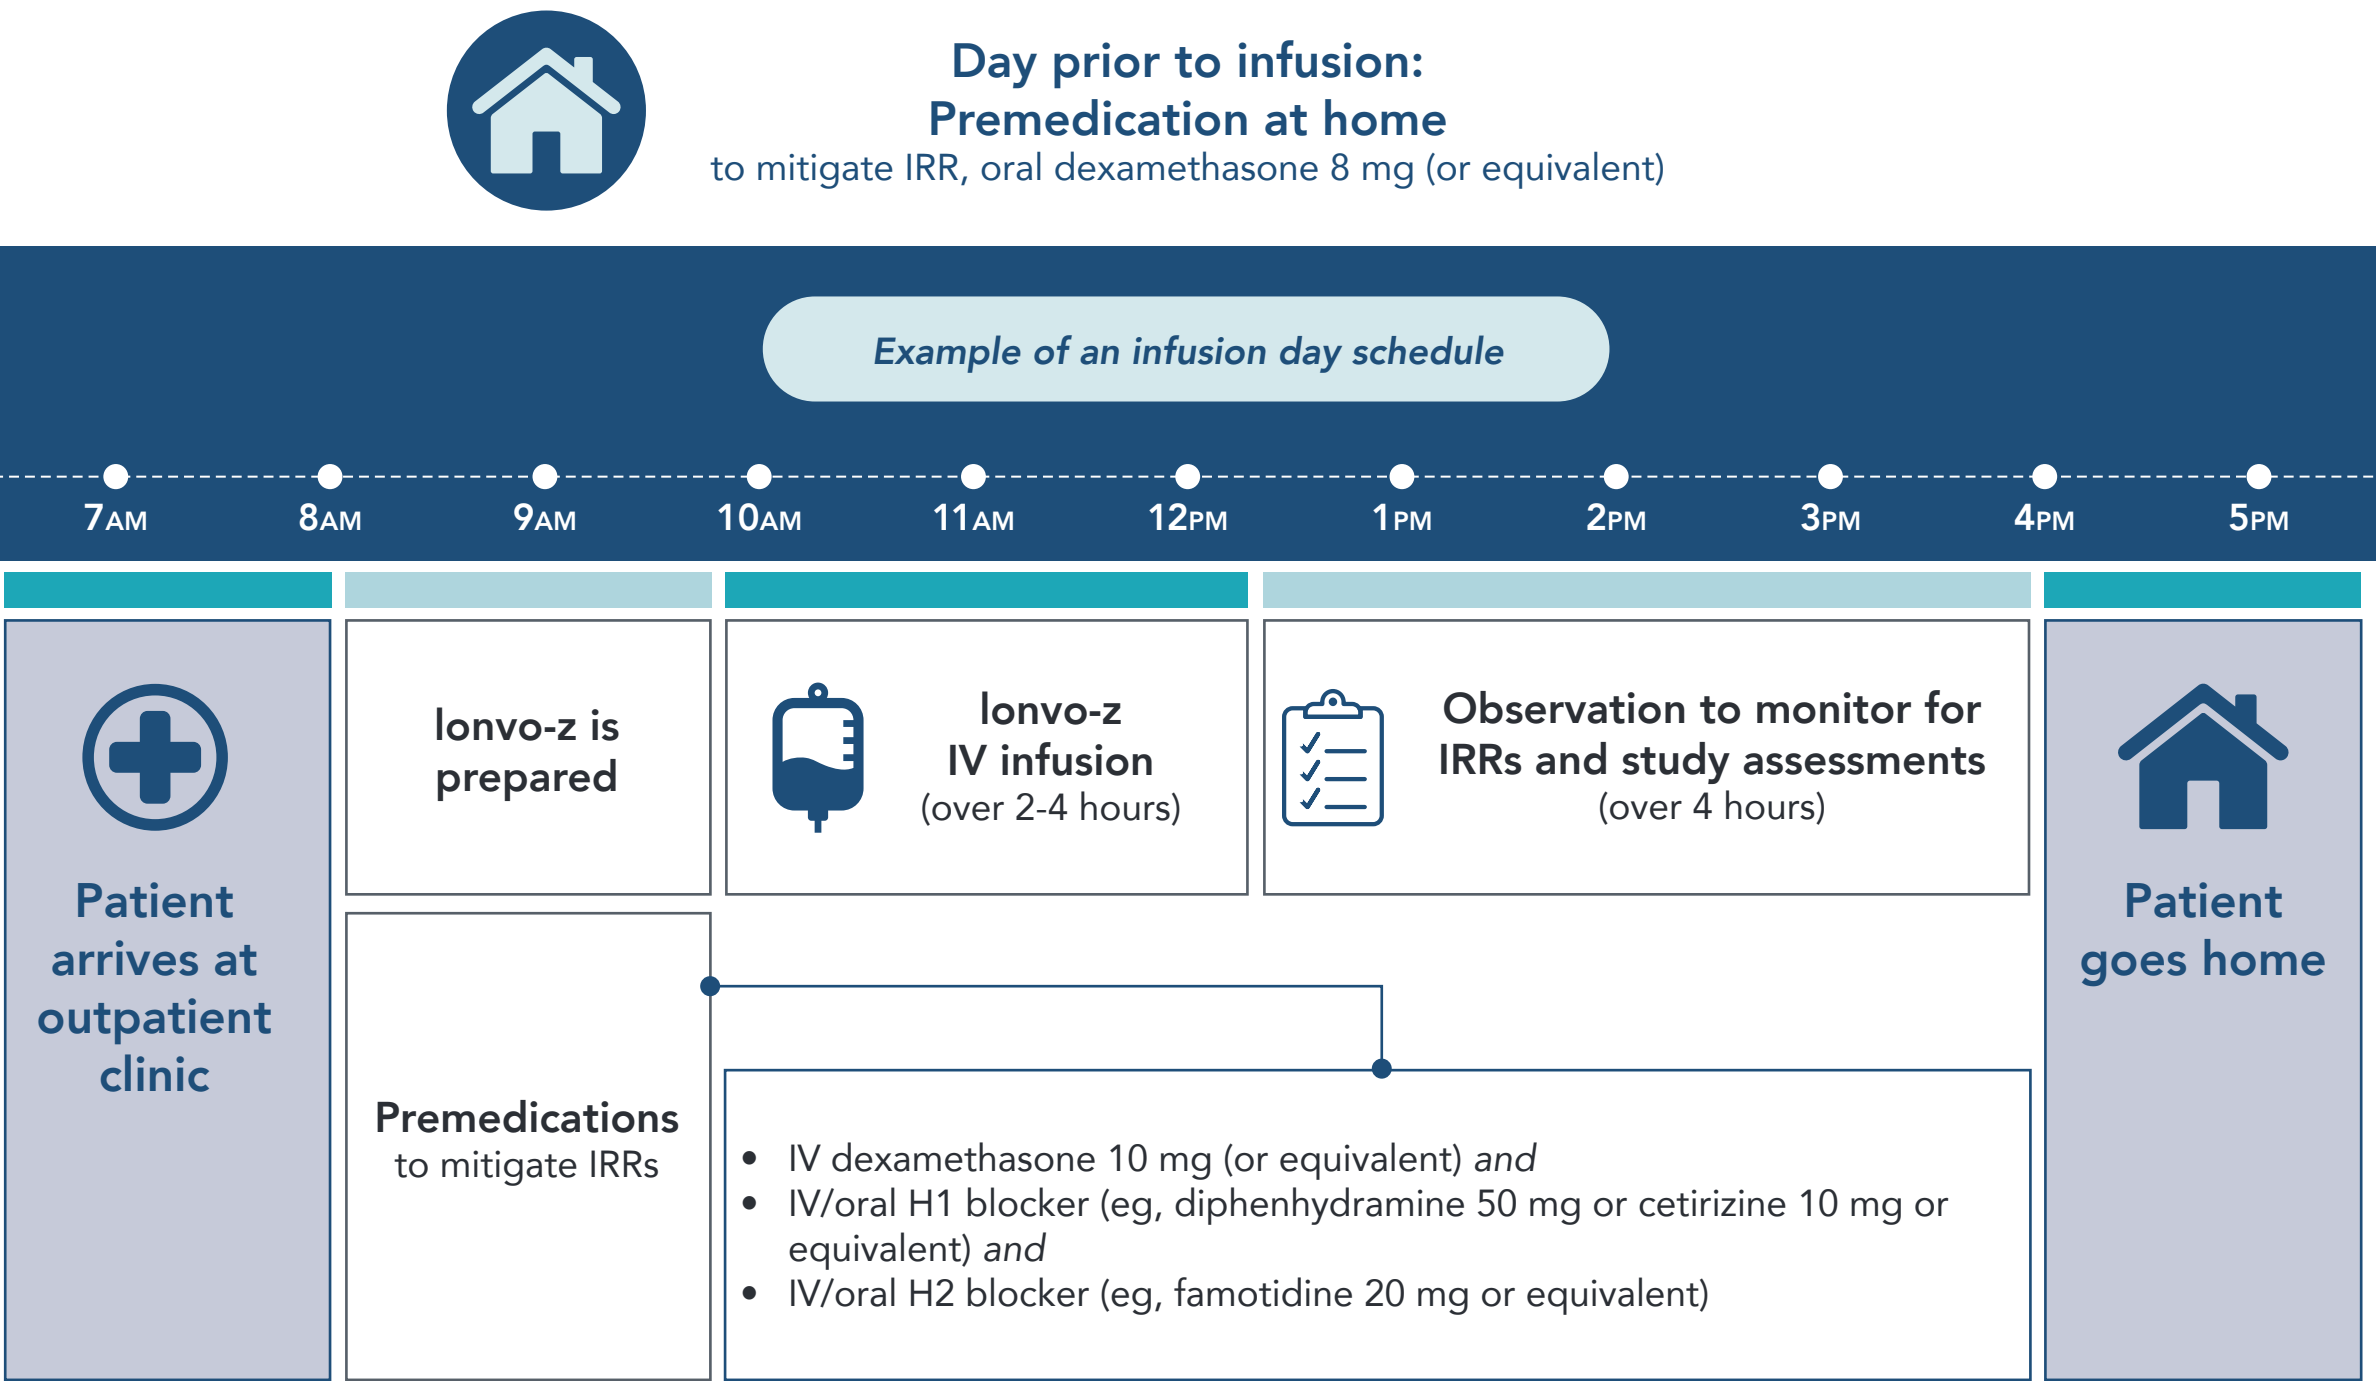 Day prior to infusion:
Premedication at home
to mitigate IRR, oral dexamethasone 8 mg (or equivalent)
Example of an infusion day schedule
7AM 8AM 9AM 10AM 11AM 12PM 1PM 2PM 3PM 4PM 5PM
Patient
arrives at
outpatient
clinic
lonvo-z is
prepared
lonvo-z
IV infusion
(over 2-4 hours)
Observation to monitor for
IRRs and study assessments
(over 4 hours)
Patient
goes home
Premedications
to mitigate IRRs
• IV dexamethasone 10 mg (or equivalent) and
• IV/oral H1 blocker (eg, diphenhydramine 50 mg or cetirizine 10 mg or
equivalent) and
• IV/oral H2 blocker (eg, famotidine 20 mg or equivalent)